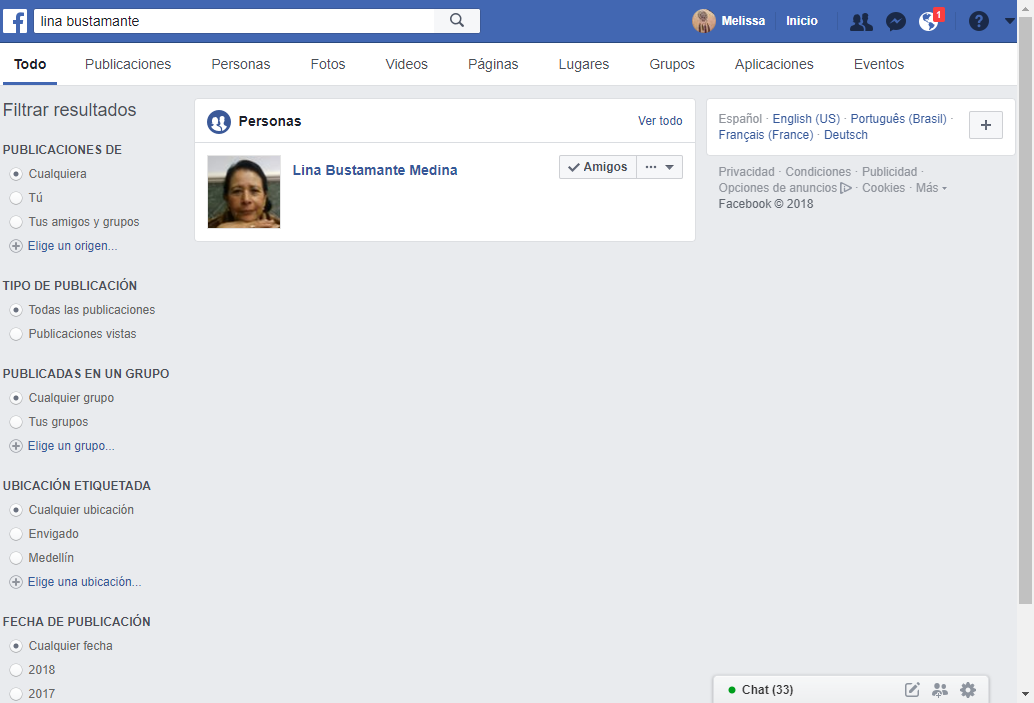 lina bustamante
Melissa
Inicio
1
Todo Publicaciones Personas Fotos Videos Páginas Lugares Grupos Aplicaciones Eventos
Filtrar resultados
PUBLICACIONES DE
Cualquiera
Tú
Tus amigos y grupos
Elige un origen...
TIPO DE PUBLICACIÓN
Todas las publicaciones
Publicaciones vistas
PUBLICADAS EN UN GRUPO
Cualquier grupo
Tus grupos
Elige un grupo...
UBICACIÓN ETIQUETADA
Cualquier ubicación
Envigado
Medellín
Elige una ubicación...
FECHA DE PUBLICACIÓN
Cualquier fecha
2018
2017
Personas
Ver todo
Lina Bustamante Medina
Amigos
Español · English (US) · Português (Brasil) ·
Français (France) · Deutsch
Privacidad · Condiciones · Publicidad ·
Opciones de anuncios · Cookies · Más
Facebook © 2018
Chat (33)